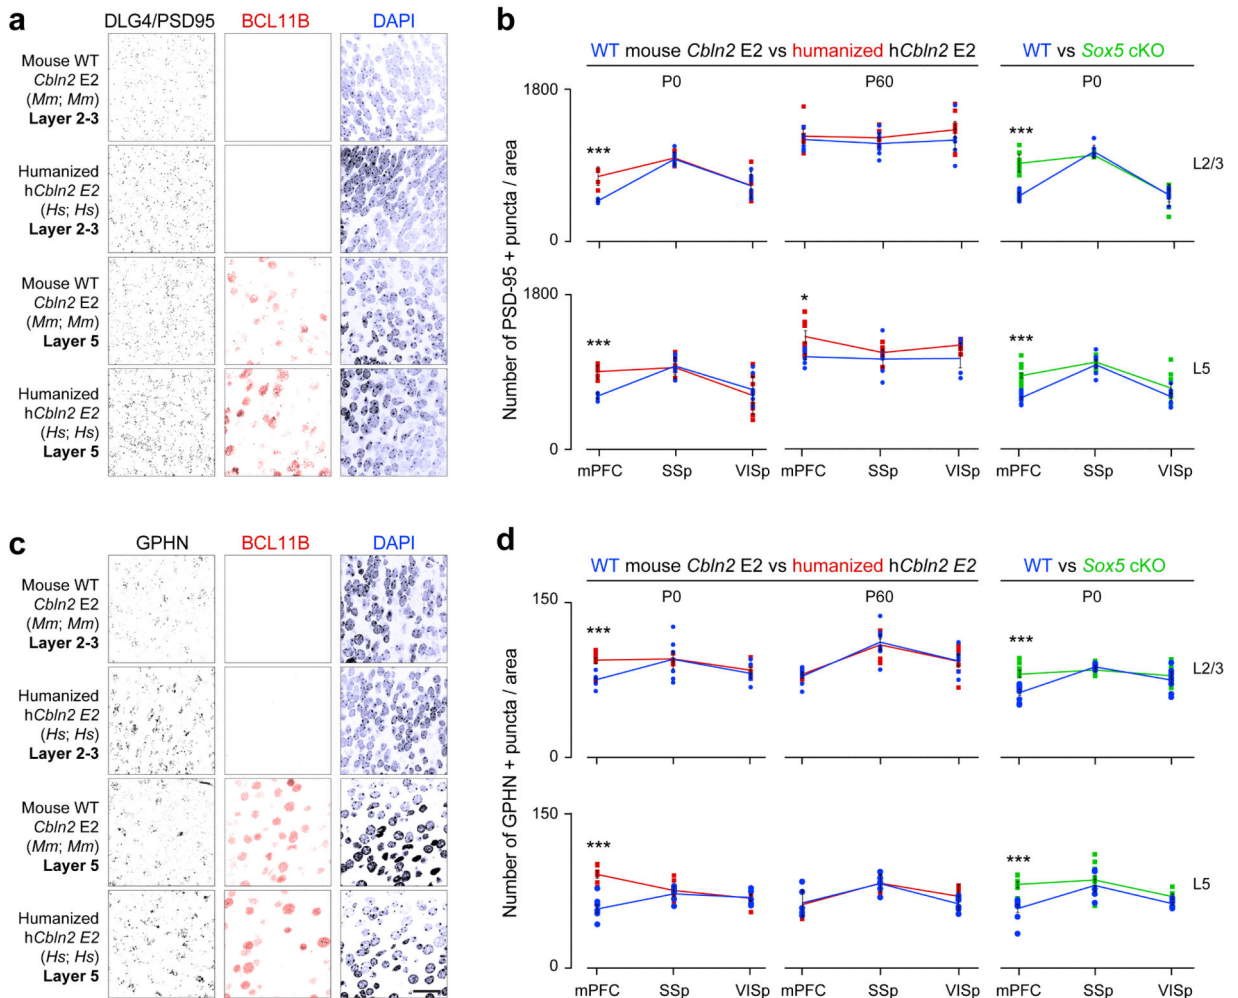 a
DLG4/PSD95 BCL11B DAPI
Mouse WT
Cbln2 E2
(Mm; Mm)
Layer 2-3
Humanized
hCbln2 E2
(Hs; Hs)
Layer 2-3
Mouse WT
Cbln2 E2
(Mm; Mm)
Layer 5
Humanized
hCbln2 E2
(Hs; Hs)
Layer 5
b
WT mouse Cbln2 E2 vs humanized hCbln2 E2
WT vs Sox5 cKO
P0 P60 P0
Number of PSD-95 + puncta / area
1800
0
***
***
L2/3
1800
0
***
*
***
L5
mPFC SSp VISp mPFC SSp VISp mPFC SSp VISp
c
GPHN BCL11B DAPI
Mouse WT
Cbln2 E2
(Mm; Mm)
Layer 2-3
Humanized
hCbln2 E2
(Hs; Hs)
Layer 2-3
Mouse WT
Cbln2 E2
(Mm; Mm)
Layer 5
Humanized
hCbln2 E2
(Hs; Hs)
Layer 5
d
WT mouse Cbln2 E2 vs humanized hCbln2 E2
WT vs Sox5 cKO
P0 P60 P0
Number of GPHN + puncta / area
150
0
***
***
L2/3
150
0
***
***
L5
mPFC SSp VISp mPFC SSp VISp mPFC SSp VISp